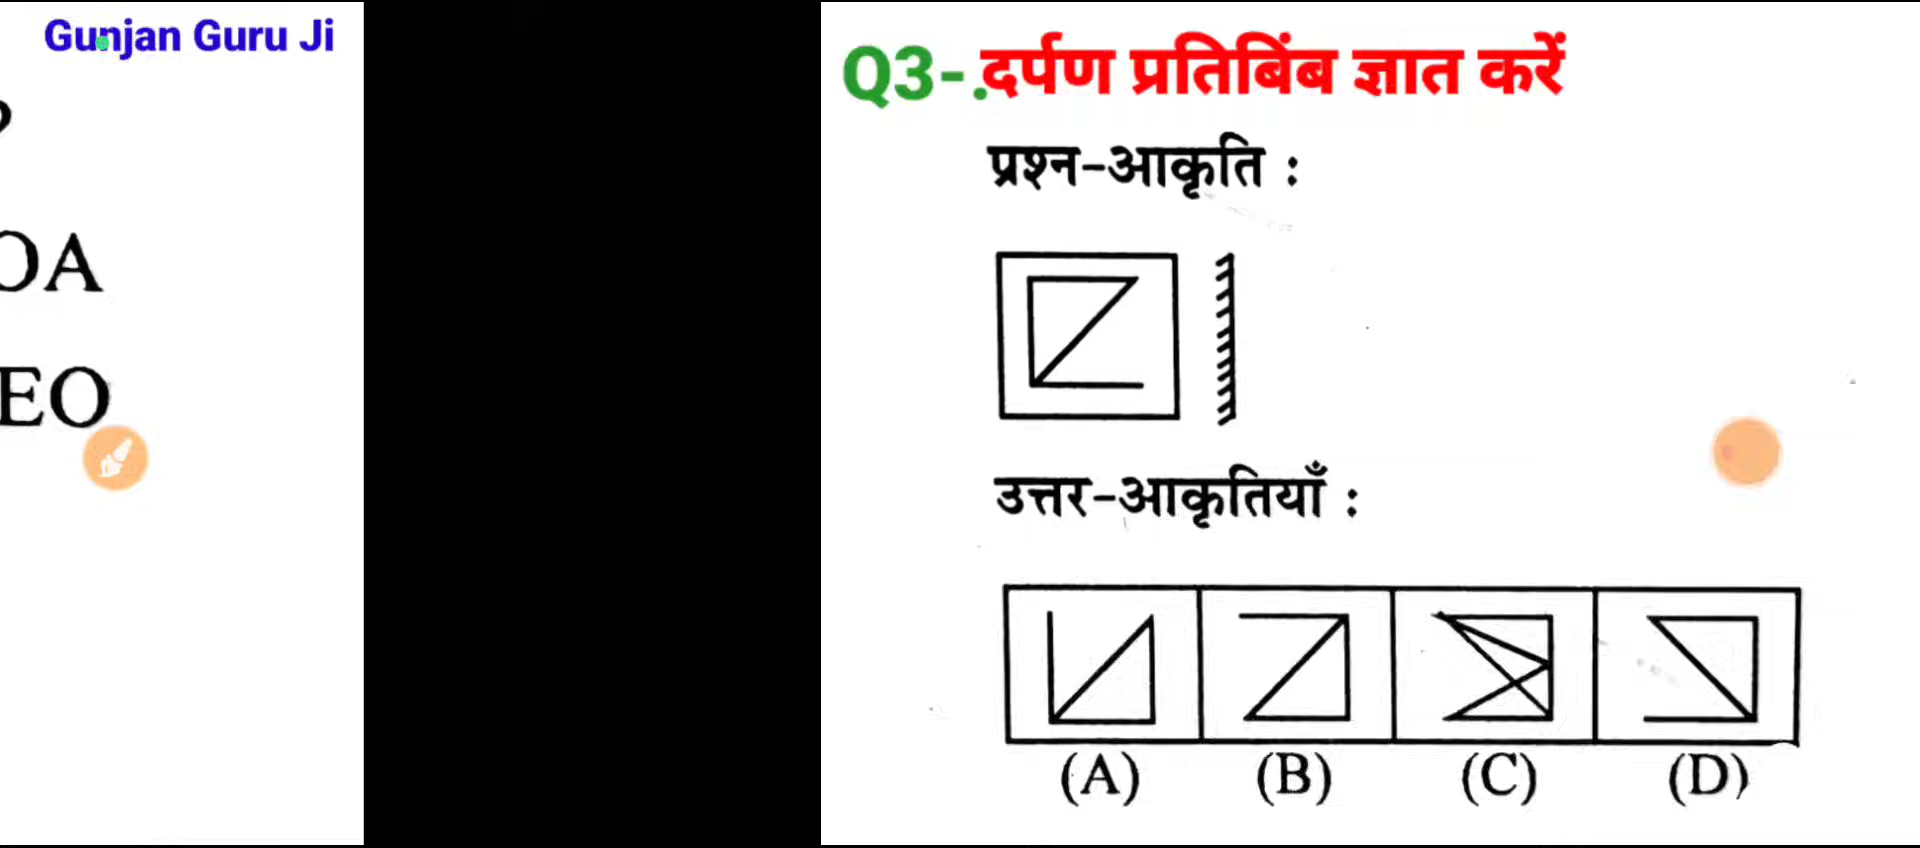 Gunjan Guru Ji
OA
EO
Q3-.दर्पण प्रतिबिंब ज्ञात करें
प्रश्न-आकृति :
उत्तर-आकृतियाँ :
(A) (B) (C) (D)